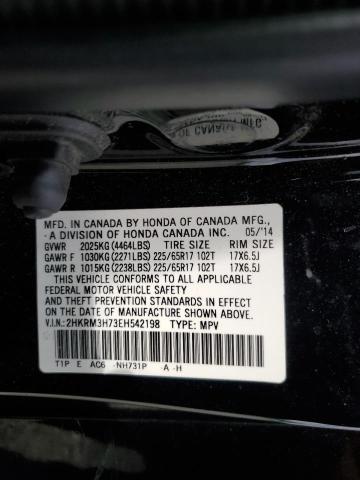 OF CANADA MFG
MFD. IN CANADA BY HONDA OF CANADA MFG.,
-A DIVISION OF HONDA CANADA INC. 05/'14
GVWR 2025KG (4464LBS) TIRE SIZE RIM SIZE
GAWR F 1030KG (2271LBS) 225/65R17 102T 17X6.5J
GAWR R 1015KG (2238LBS) 225/65R17 102T 17X6.5J
THIS VEHICLE CONFORMS TO ALL APPLICABLE
FEDERAL MOTOR VEHICLE SAFETY AND THEFT
PREVENTION STANDARDS IN EFFECT ON THE
DATE OF MANUFACTURE SHOWN ABOVE.
V.I.N.: 2HKRM3H73EH542198 TYPE: MPV
T1P E AC6 -NH731P -A -H